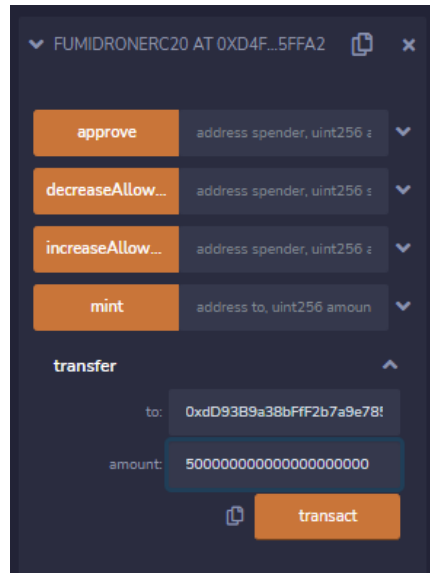 FUMIDRONERC20 AT 0XD4F...5FFA2
approve address spender, uint256 a
decreaseAllow... address spender, uint256 s
increaseAllow... address spender, uint256 a
mint address to, uint256 amoun
transfer
to: 0xdD93B9a38bFfF2b7a9e785
amount: 500000000000000000000
transact